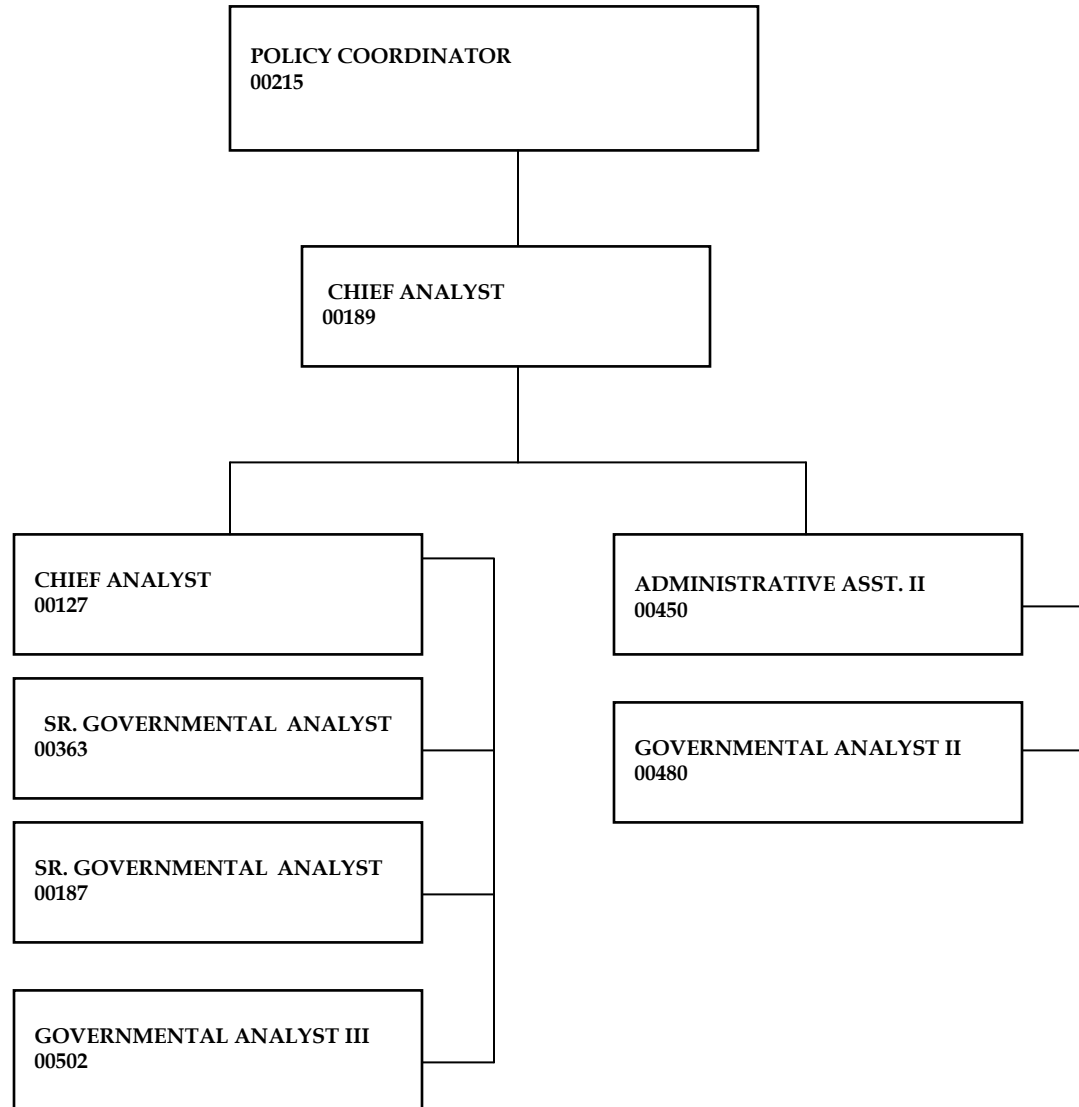 POLICY COORDINATOR
00215
CHIEF ANALYST
00189
CHIEF ANALYST
00127
SR. GOVERNMENTAL ANALYST
00363
SR. GOVERNMENTAL ANALYST
00187
GOVERNMENTAL ANALYST III
00502
ADMINISTRATIVE ASST. II
00450
GOVERNMENTAL ANALYST II
00480